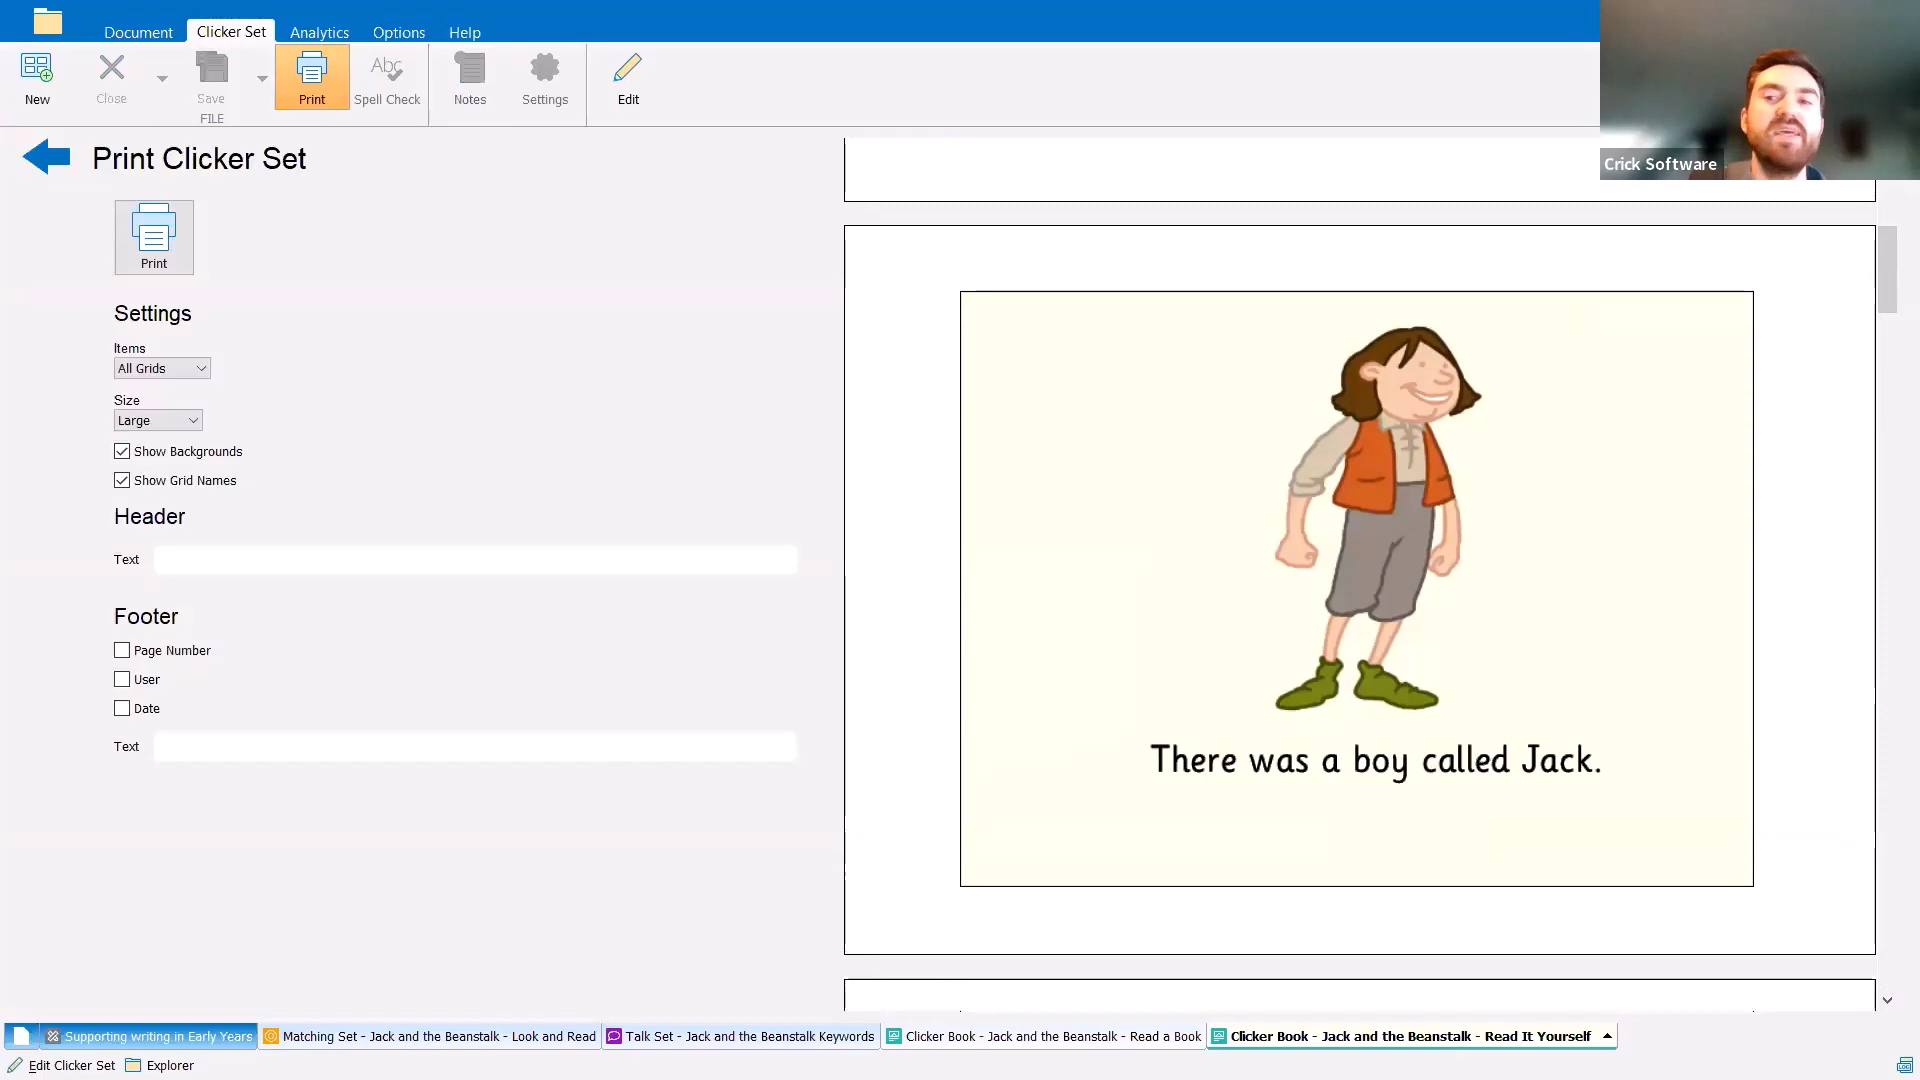 Document Clicker Set Analytics Options Help
New Close Save Print Spell Check Notes Settings Edit
Abc
FILE
Crick Software
Print Clicker Set
Print
Settings
Items
All Grids
Size
Large
Show Backgrounds
Show Grid Names
Header
Text
Footer
Page Number
User
Date
Text
There was a boy called Jack.
Supporting writing in Early Years Matching Set - Jack and the Beanstalk - Look and Read Talk Set - Jack and the Beanstalk Keywords Clicker Book - Jack and the Beanstalk - Read a Book Clicker Book - Jack and the Beanstalk - Read It Yourself
Edit Clicker Set Explorer